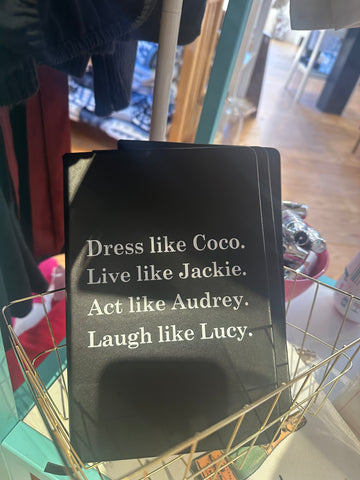 Dress like Coco.
Live like Jackie.
Act like Audrey.
Laugh like Lucy.